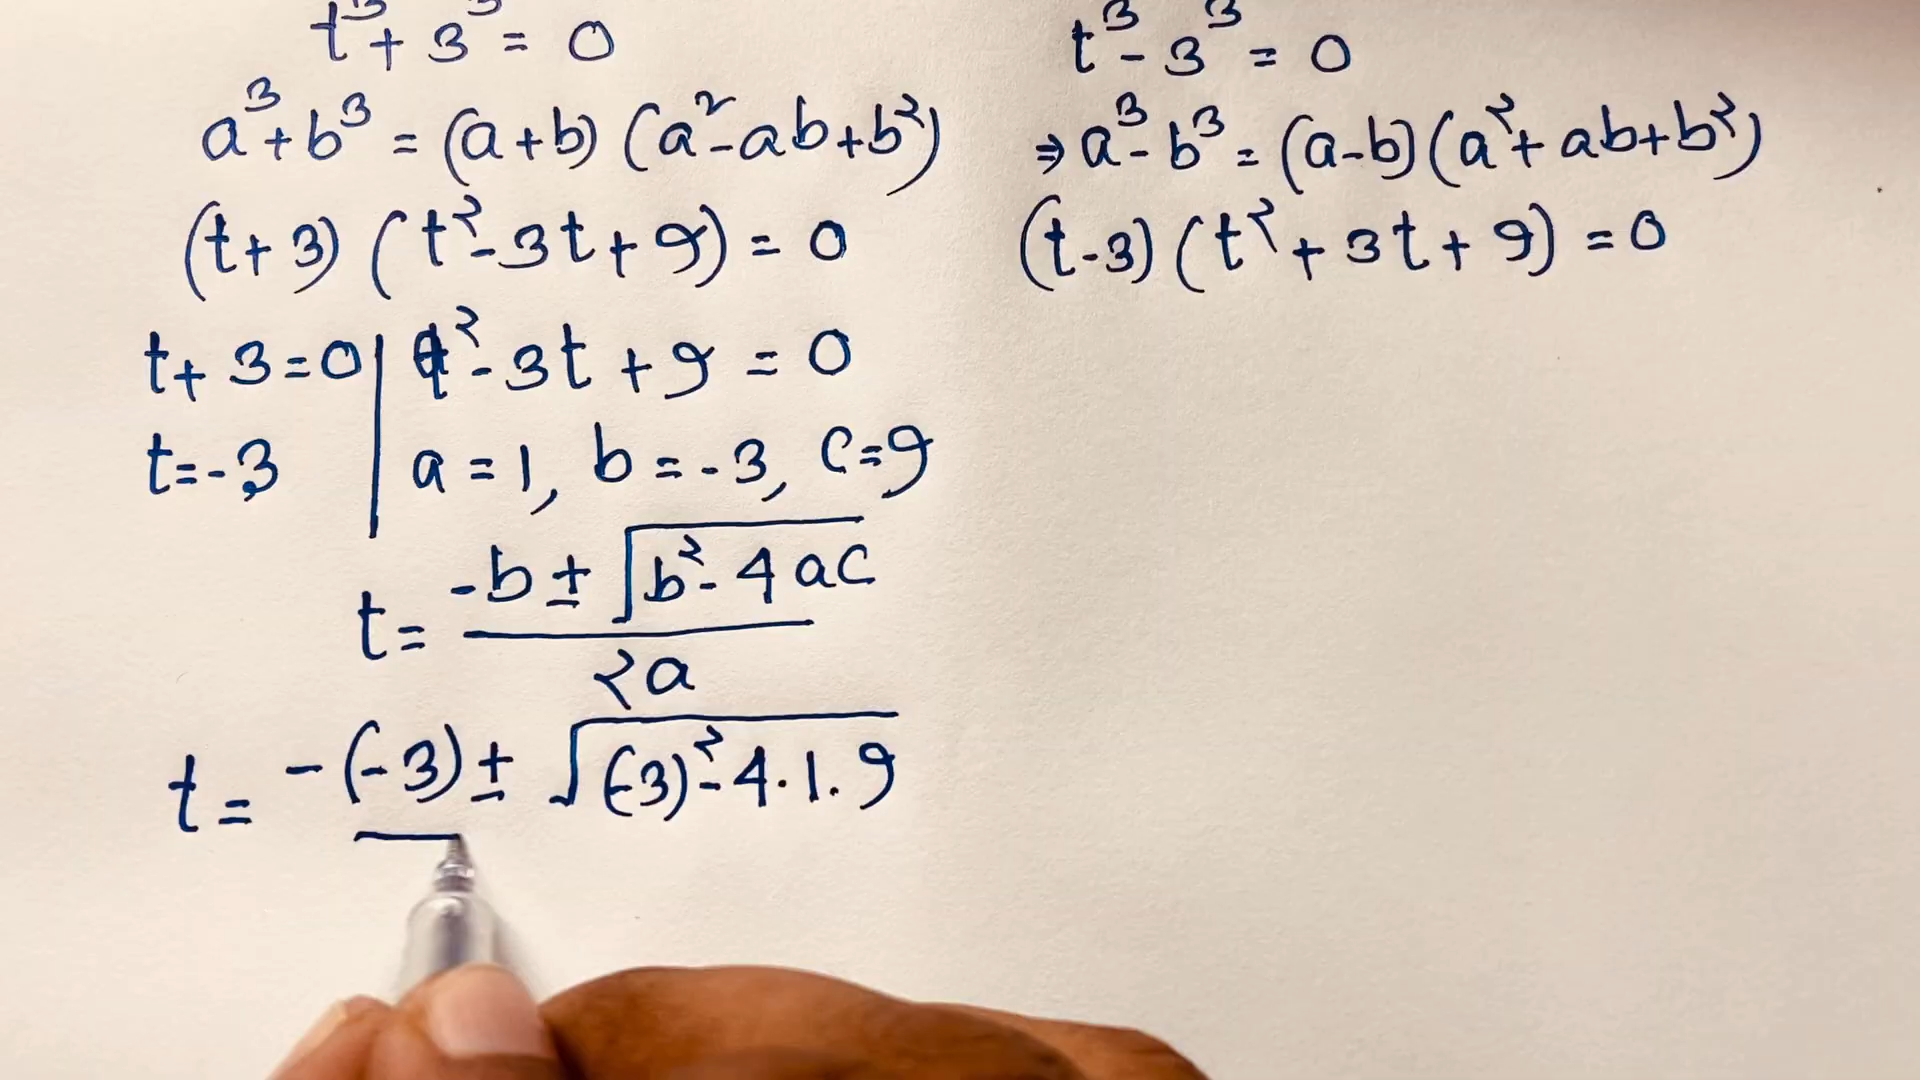 t³ + 3³ = 0
a³ + b³ = (a + b) (a² - ab + b²)
(t + 3) (t² - 3t + 9) = 0
t + 3 = 0 | t² - 3t + 9 = 0
t = -3 | a = 1, b = -3, c = 9
t = (-b ± √(b² - 4ac)) / 2a
t = -(-3) ± √((-3)² - 4·1·9)
t³ - 3³ = 0
⇒ a³ - b³ = (a - b) (a² + ab + b²)
(t - 3) (t² + 3t + 9) = 0